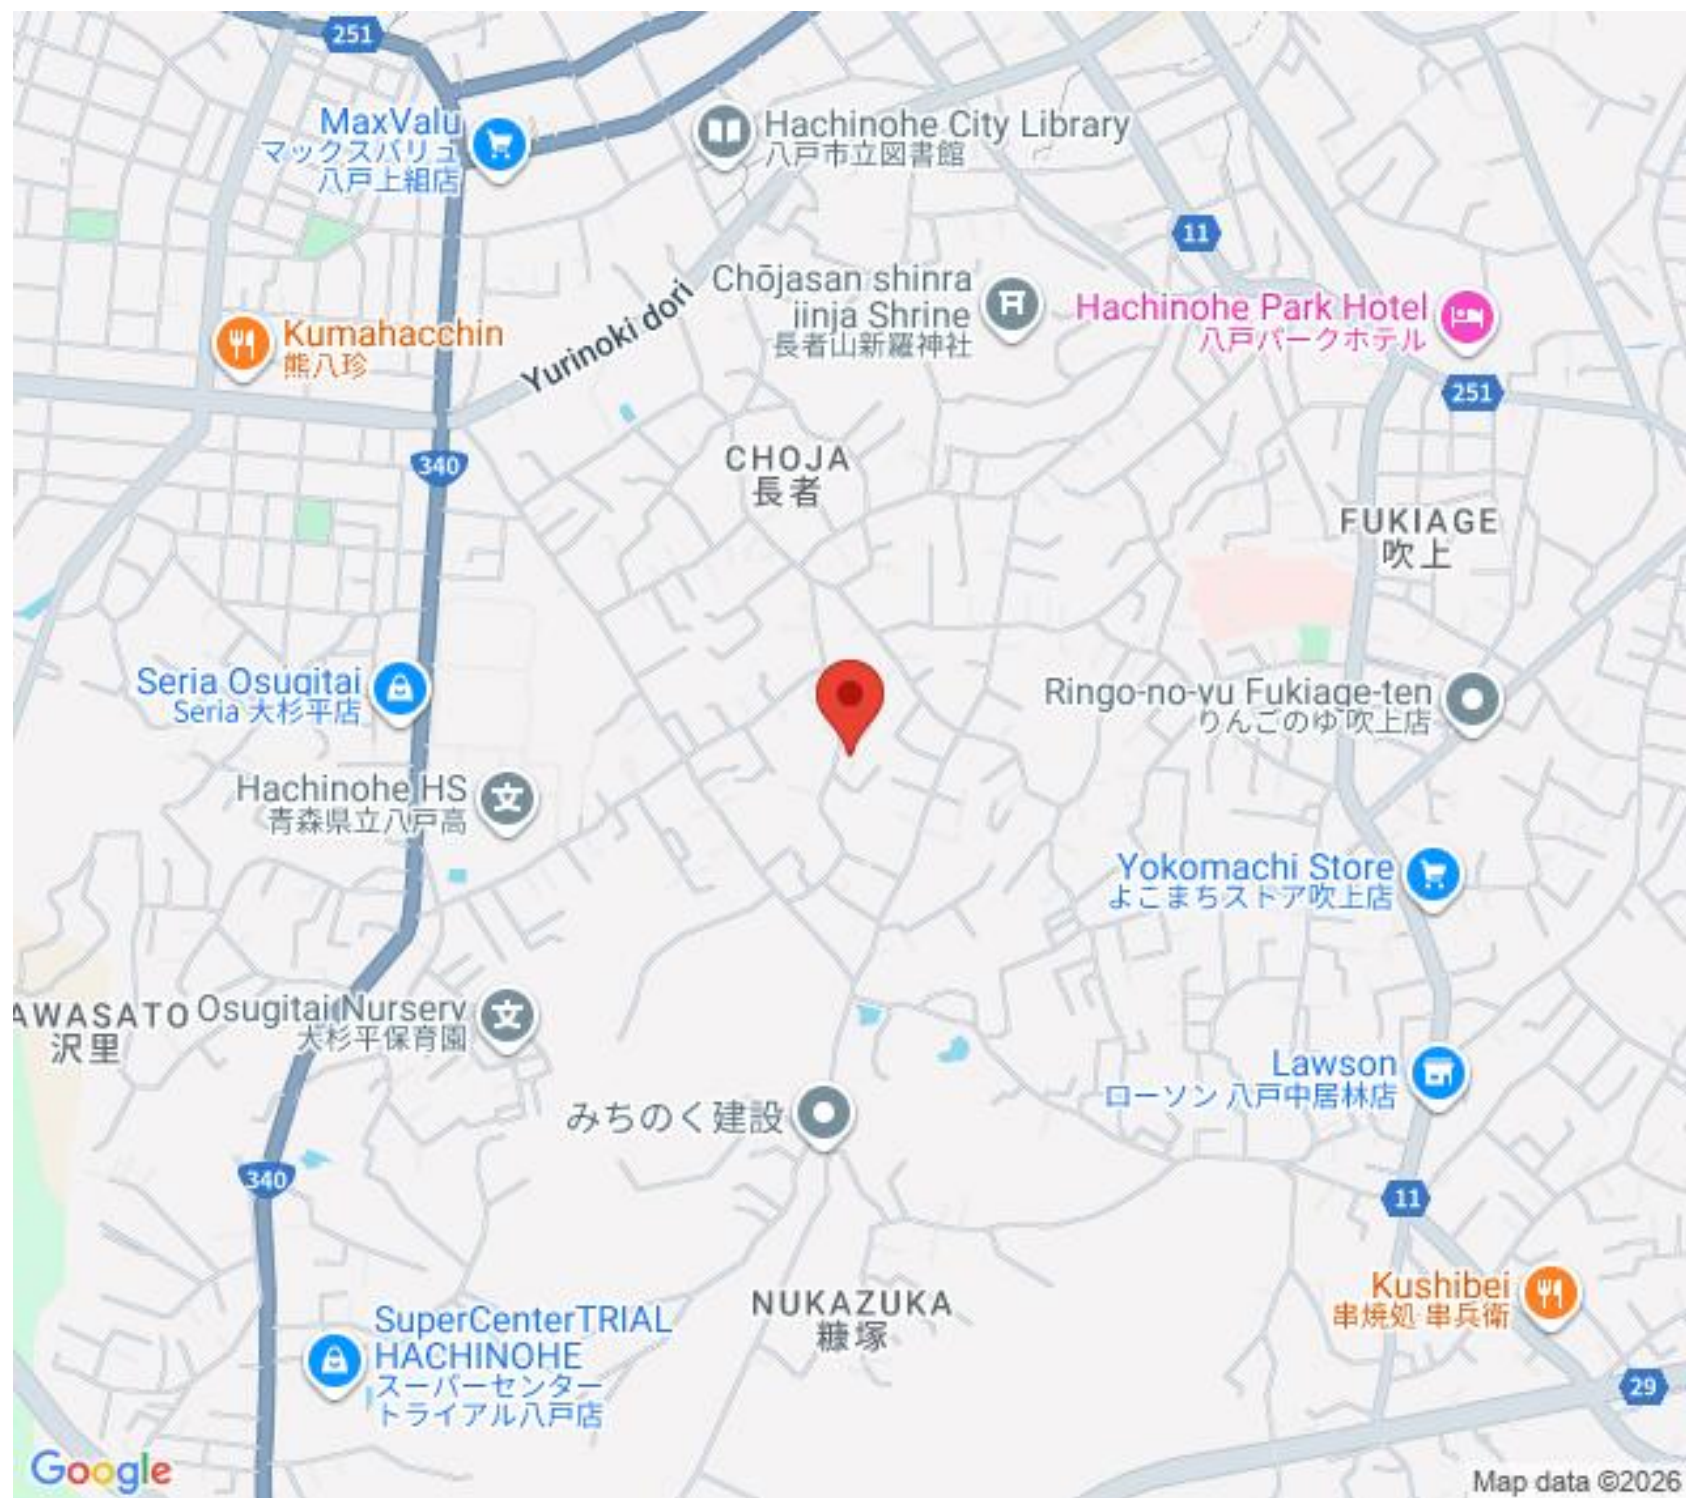 251
MaxValu
マックスバリュ
八戸上組店
Hachinohe City Library
八戸市立図書館
11
Chōjasan shinra
jinja Shrine
長者山新羅神社
Yurinoki dori
Hachinohe Park Hotel
八戸パークホテル
Kumahacchin
熊八珍
251
340
CHOJA
長者
FUKIAGE
吹上
Seria Osugitai
Seria 大杉平店
Ringo-no-yu Fukiage-ten
りんごのゆ 吹上店
Hachinohe HS
青森県立八戸高
Yokomachi Store
よこまちストア吹上店
AWASATO
沢里
Osugitai Nursery
大杉平保育園
Lawson
ローソン 八戸中居林店
みちのく建設
340
11
Kushibei
串焼処 串兵衛
NUKAZUKA
糠塚
SuperCenterTRIAL
HACHINOHE
スーパーセンター
トライアル八戸店
29
Google
Map data ©2026